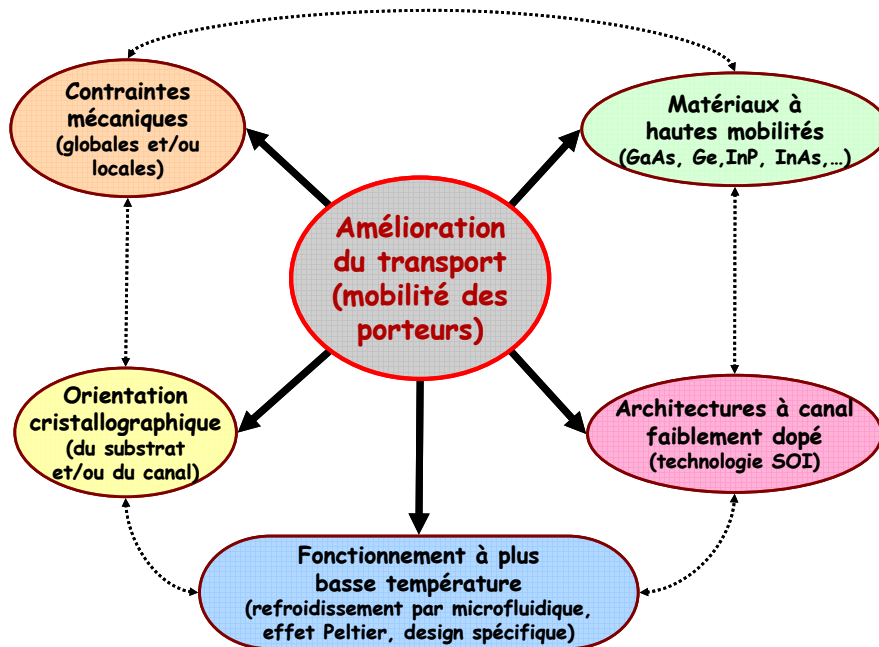 Contraintes
mécaniques
(globales et/ou
locales)
Matériaux à
hautes mobilités
(GaAs, Ge,InP, InAs,…)
Amélioration
du transport
(mobilité des
porteurs)
Orientation
cristallographique
(du substrat
et/ou du canal)
Architectures à canal
faiblement dopé
(technologie SOI)
Fonctionnement à plus
basse température
(refroidissement par microfluidique,
effet Peltier, design spécifique)